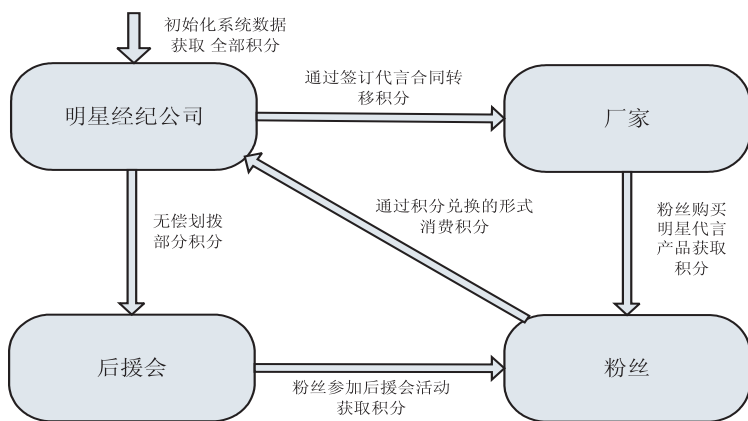 初始化系统数据
获取 全部积分
明星经纪公司
通过签订代言合同转
移积分
厂家
无偿划拨
部分积分
通过积分兑换的形式
消费积分
粉丝购买
明星代言
产品获取
积分
后援会
粉丝参加后援会活动
获取积分
粉丝